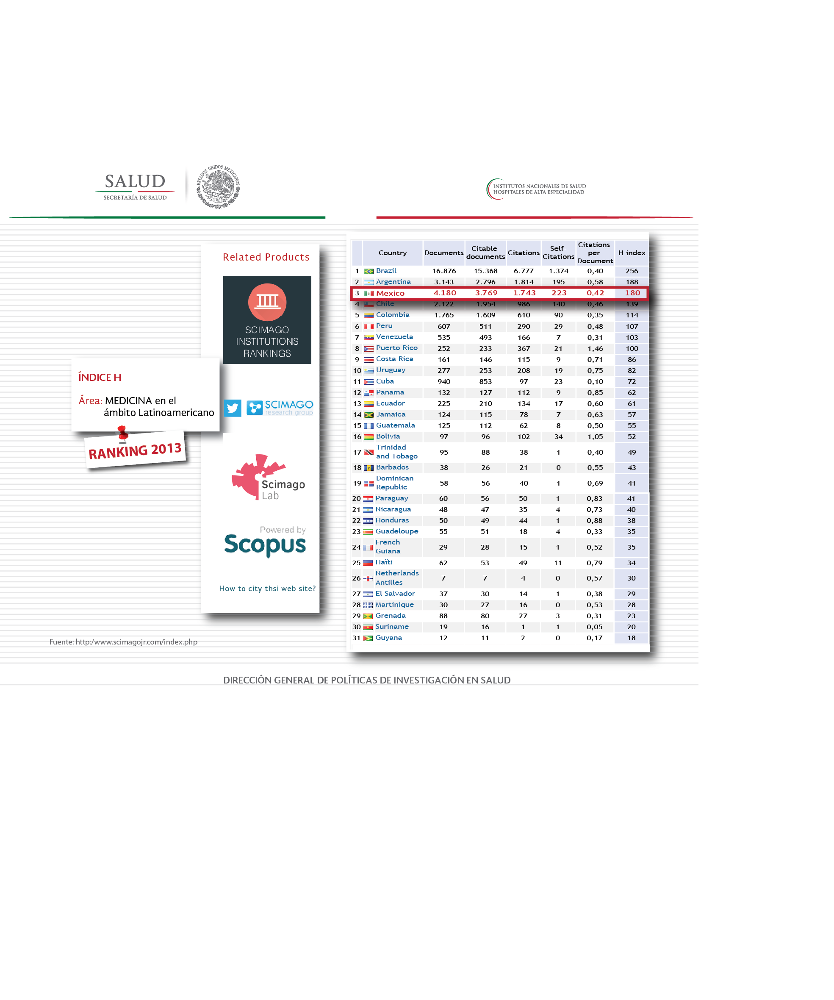 SALUD
SECRETARÍA DE SALUD
ESTADOS UNIDOS MEXICANOS
INSTITUTOS NACIONALES DE SALUD
HOSPITALES DE ALTA ESPECIALIDAD
ÍNDICE H
Área: MEDICINA en el
ámbito Latinoamericano
RANKING 2013
Related Products
SCIMAGO
INSTITUTIONS
RANKINGS
SCIMAGO
research group
Scimago
Lab
Powered by
Scopus
How to city thsi web site?
Country Documents Citable documents Citations Self-Citations Citations per Document H index
1 Brazil 16.876 15.368 6.777 1.374 0,40 256
2 Argentina 3.143 2.796 1.814 195 0,58 188
3 Mexico 4.180 3.769 1.743 223 0,42 180
4 Chile 2.122 1.954 986 140 0,46 139
5 Colombia 1.765 1.609 610 90 0,35 114
6 Peru 607 511 290 29 0,48 107
7 Venezuela 535 493 166 7 0,31 103
8 Puerto Rico 252 233 367 21 1,46 100
9 Costa Rica 161 146 115 9 0,71 86
10 Uruguay 277 253 208 19 0,75 82
11 Cuba 940 853 97 23 0,10 72
12 Panama 132 127 112 9 0,85 62
13 Ecuador 225 210 134 17 0,60 61
14 Jamaica 124 115 78 7 0,63 57
15 Guatemala 125 112 62 8 0,50 55
16 Bolivia 97 96 102 34 1,05 52
17 Trinidad and Tobago 95 88 38 1 0,40 49
18 Barbados 38 26 21 0 0,55 43
19 Dominican Republic 58 56 40 1 0,69 41
20 Paraguay 60 56 50 1 0,83 41
21 Nicaragua 48 47 35 4 0,73 40
22 Honduras 50 49 44 1 0,88 38
23 Guadeloupe 55 51 18 4 0,33 35
24 French Guiana 29 28 15 1 0,52 35
25 Haïti 62 53 49 11 0,79 34
26 Netherlands Antilles 7 7 4 0 0,57 30
27 El Salvador 37 30 14 1 0,38 29
28 Martinique 30 27 16 0 0,53 28
29 Grenada 88 80 27 3 0,31 23
30 Suriname 19 16 1 1 0,05 20
31 Guyana 12 11 2 0 0,17 18
Fuente: http:/www.scimagojr.com/index.php
DIRECCIÓN GENERAL DE POLÍTICAS DE INVESTIGACIÓN EN SALUD